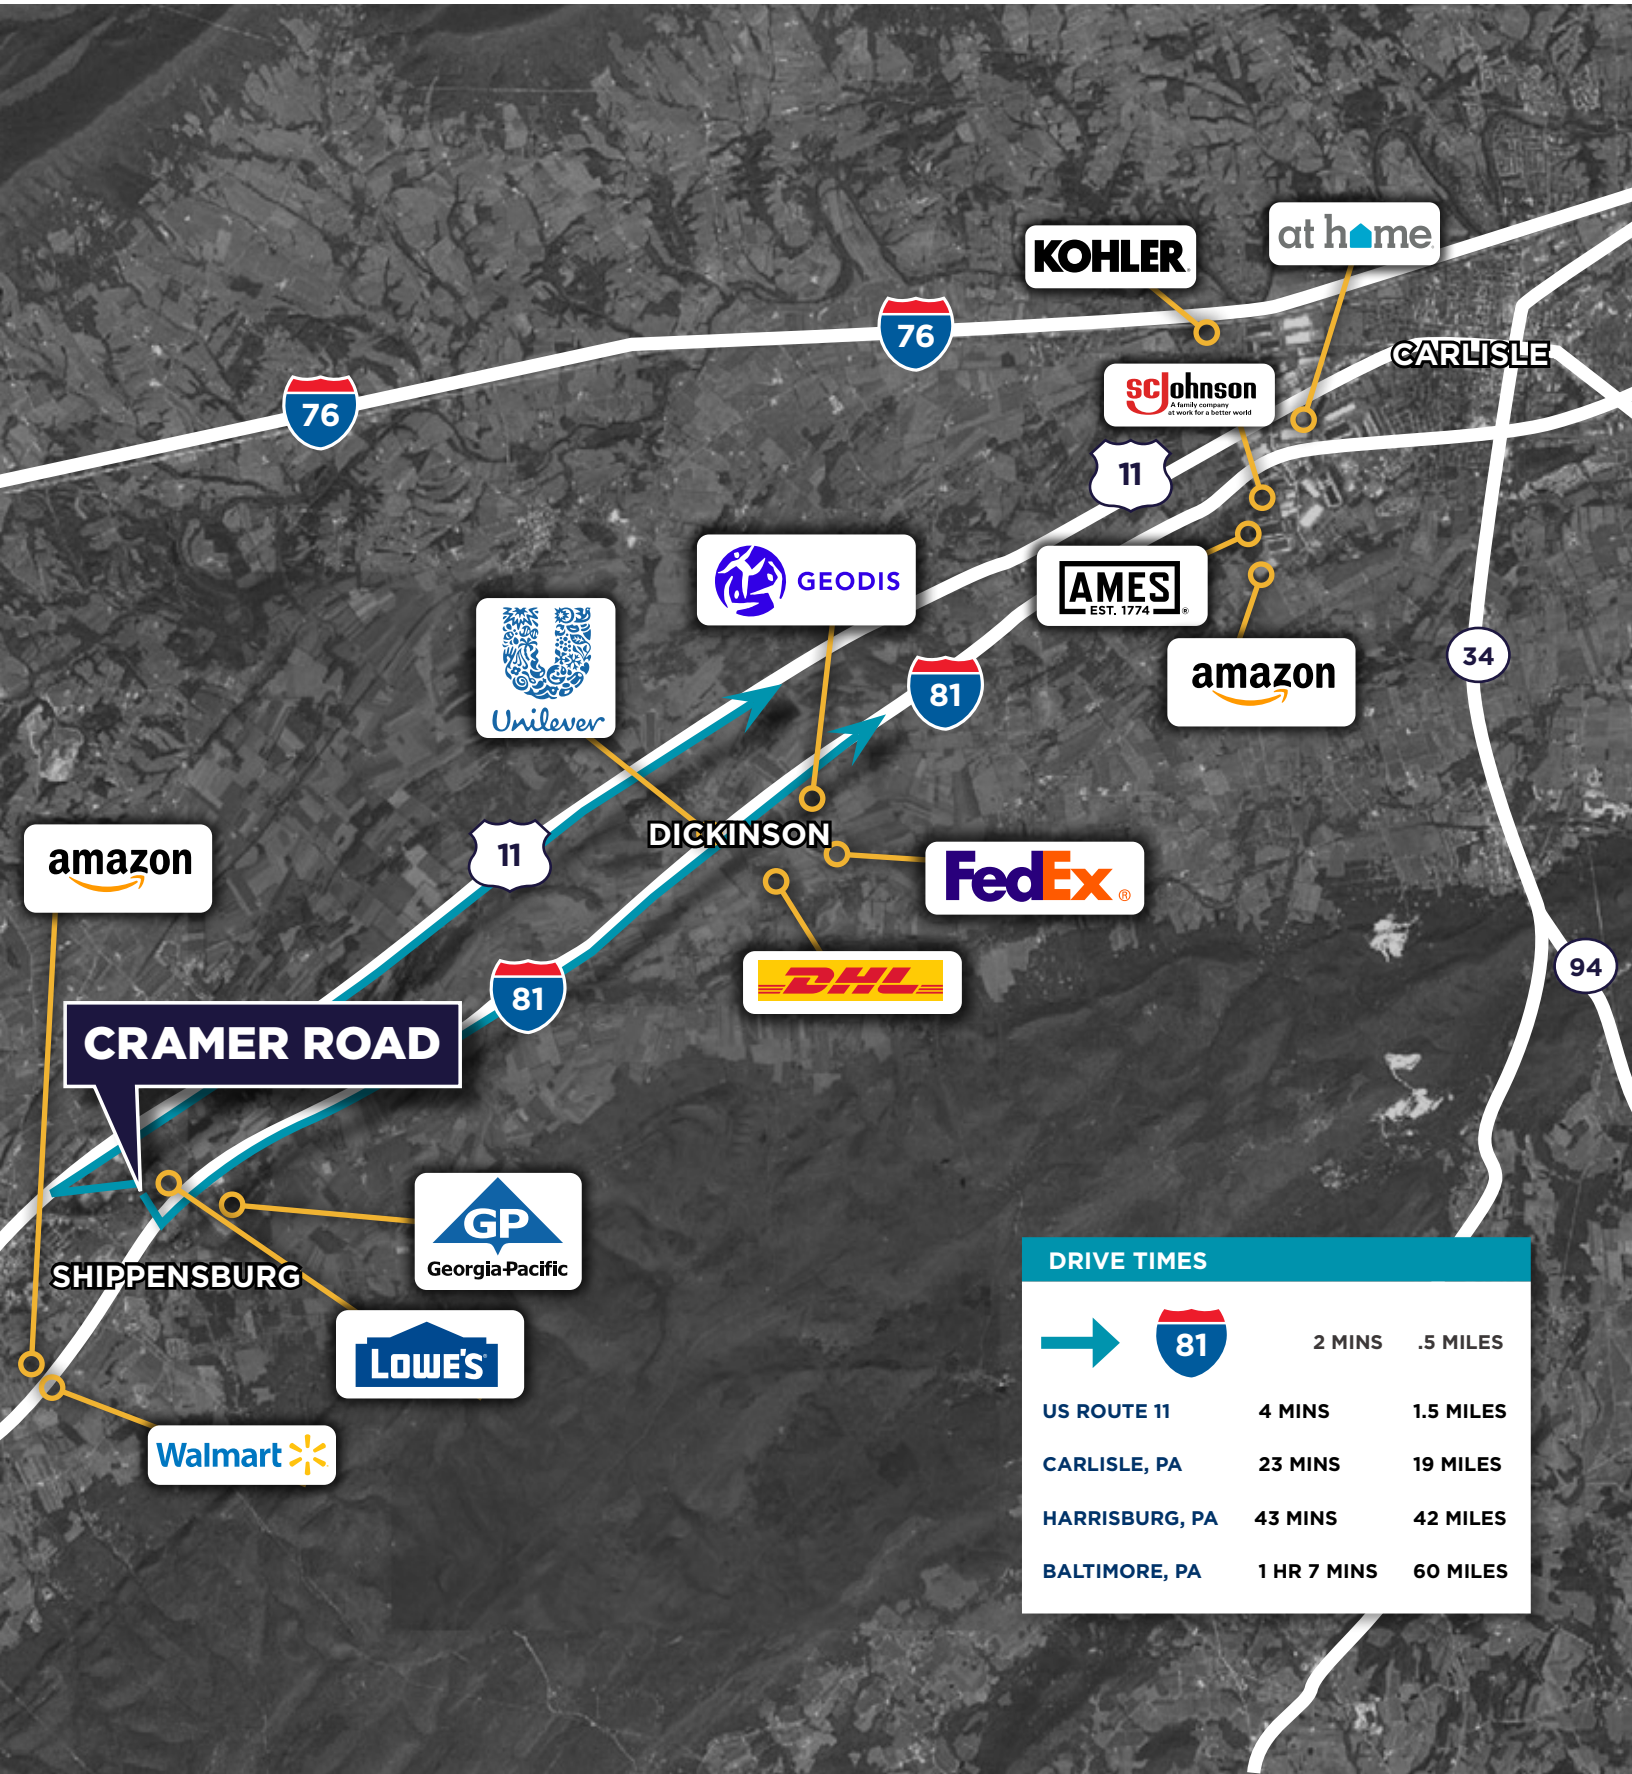 at home
KOHLER
76
CARLISLE
76
SCJohnson
A family company
at work for a better world
11
GEODIS
AMES
EST. 1774
Unilever
34
amazon
81
DICKINSON
11
amazon
FedEx
94
DHL
81
CRAMER ROAD
GP
Georgia-Pacific
SHIPPENSBURG
LOWE'S
Walmart
DRIVE TIMES
81 2 MINS .5 MILES
US ROUTE 11 4 MINS 1.5 MILES
CARLISLE, PA 23 MINS 19 MILES
HARRISBURG, PA 43 MINS 42 MILES
BALTIMORE, PA 1 HR 7 MINS 60 MILES